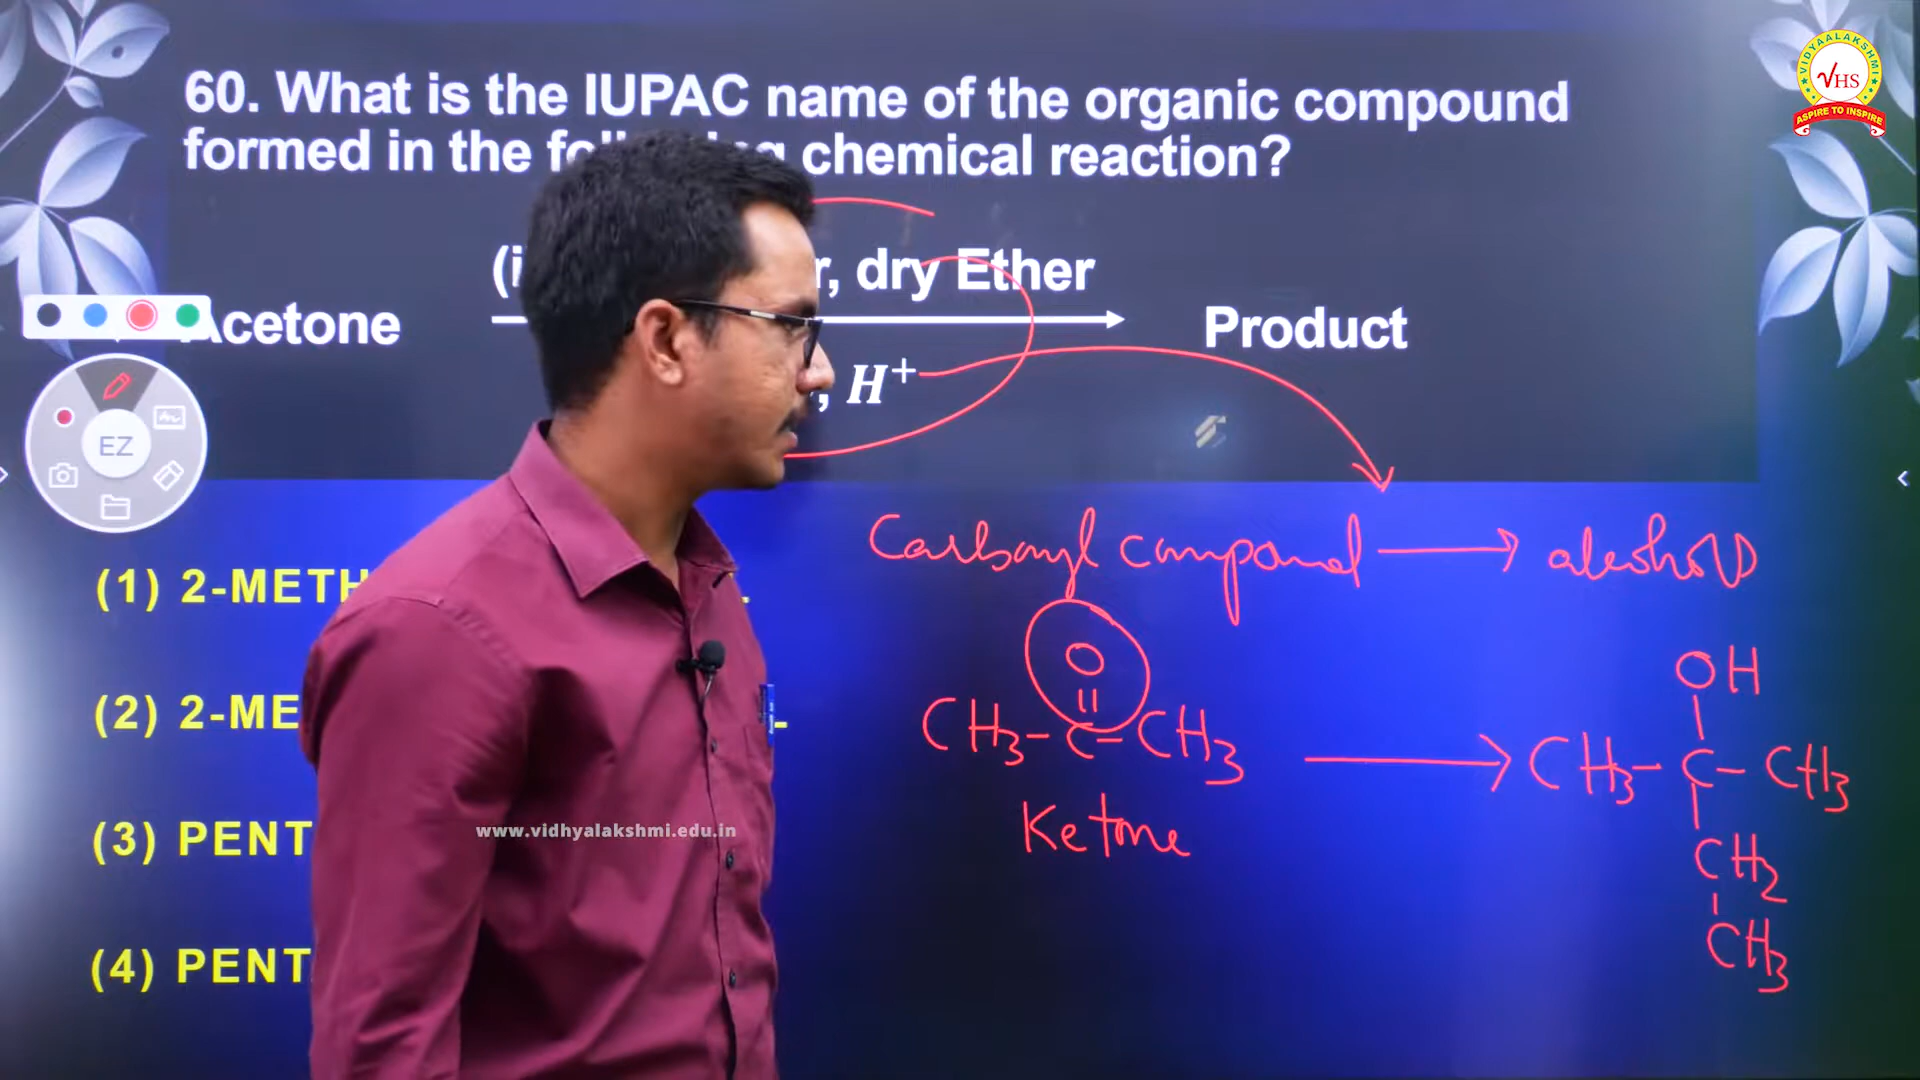 60. What is the IUPAC name of the organic compound
formed in the chemical reaction?
dry Ether
Acetone
Product
, H⁺
EZ
(1) 2-METH
(2) 2-ME
(3) PENT
(4) PENT
Carbonyl compound → alcohol
O
||
CH3-C-CH3
Ketone
→
OH
|
CH3-C-CH3
|
CH2
|
CH3
www.vidhyalakshmi.edu.in
VIDYAALAKSHMI
VHS
ASPIRE TO INSPIRE